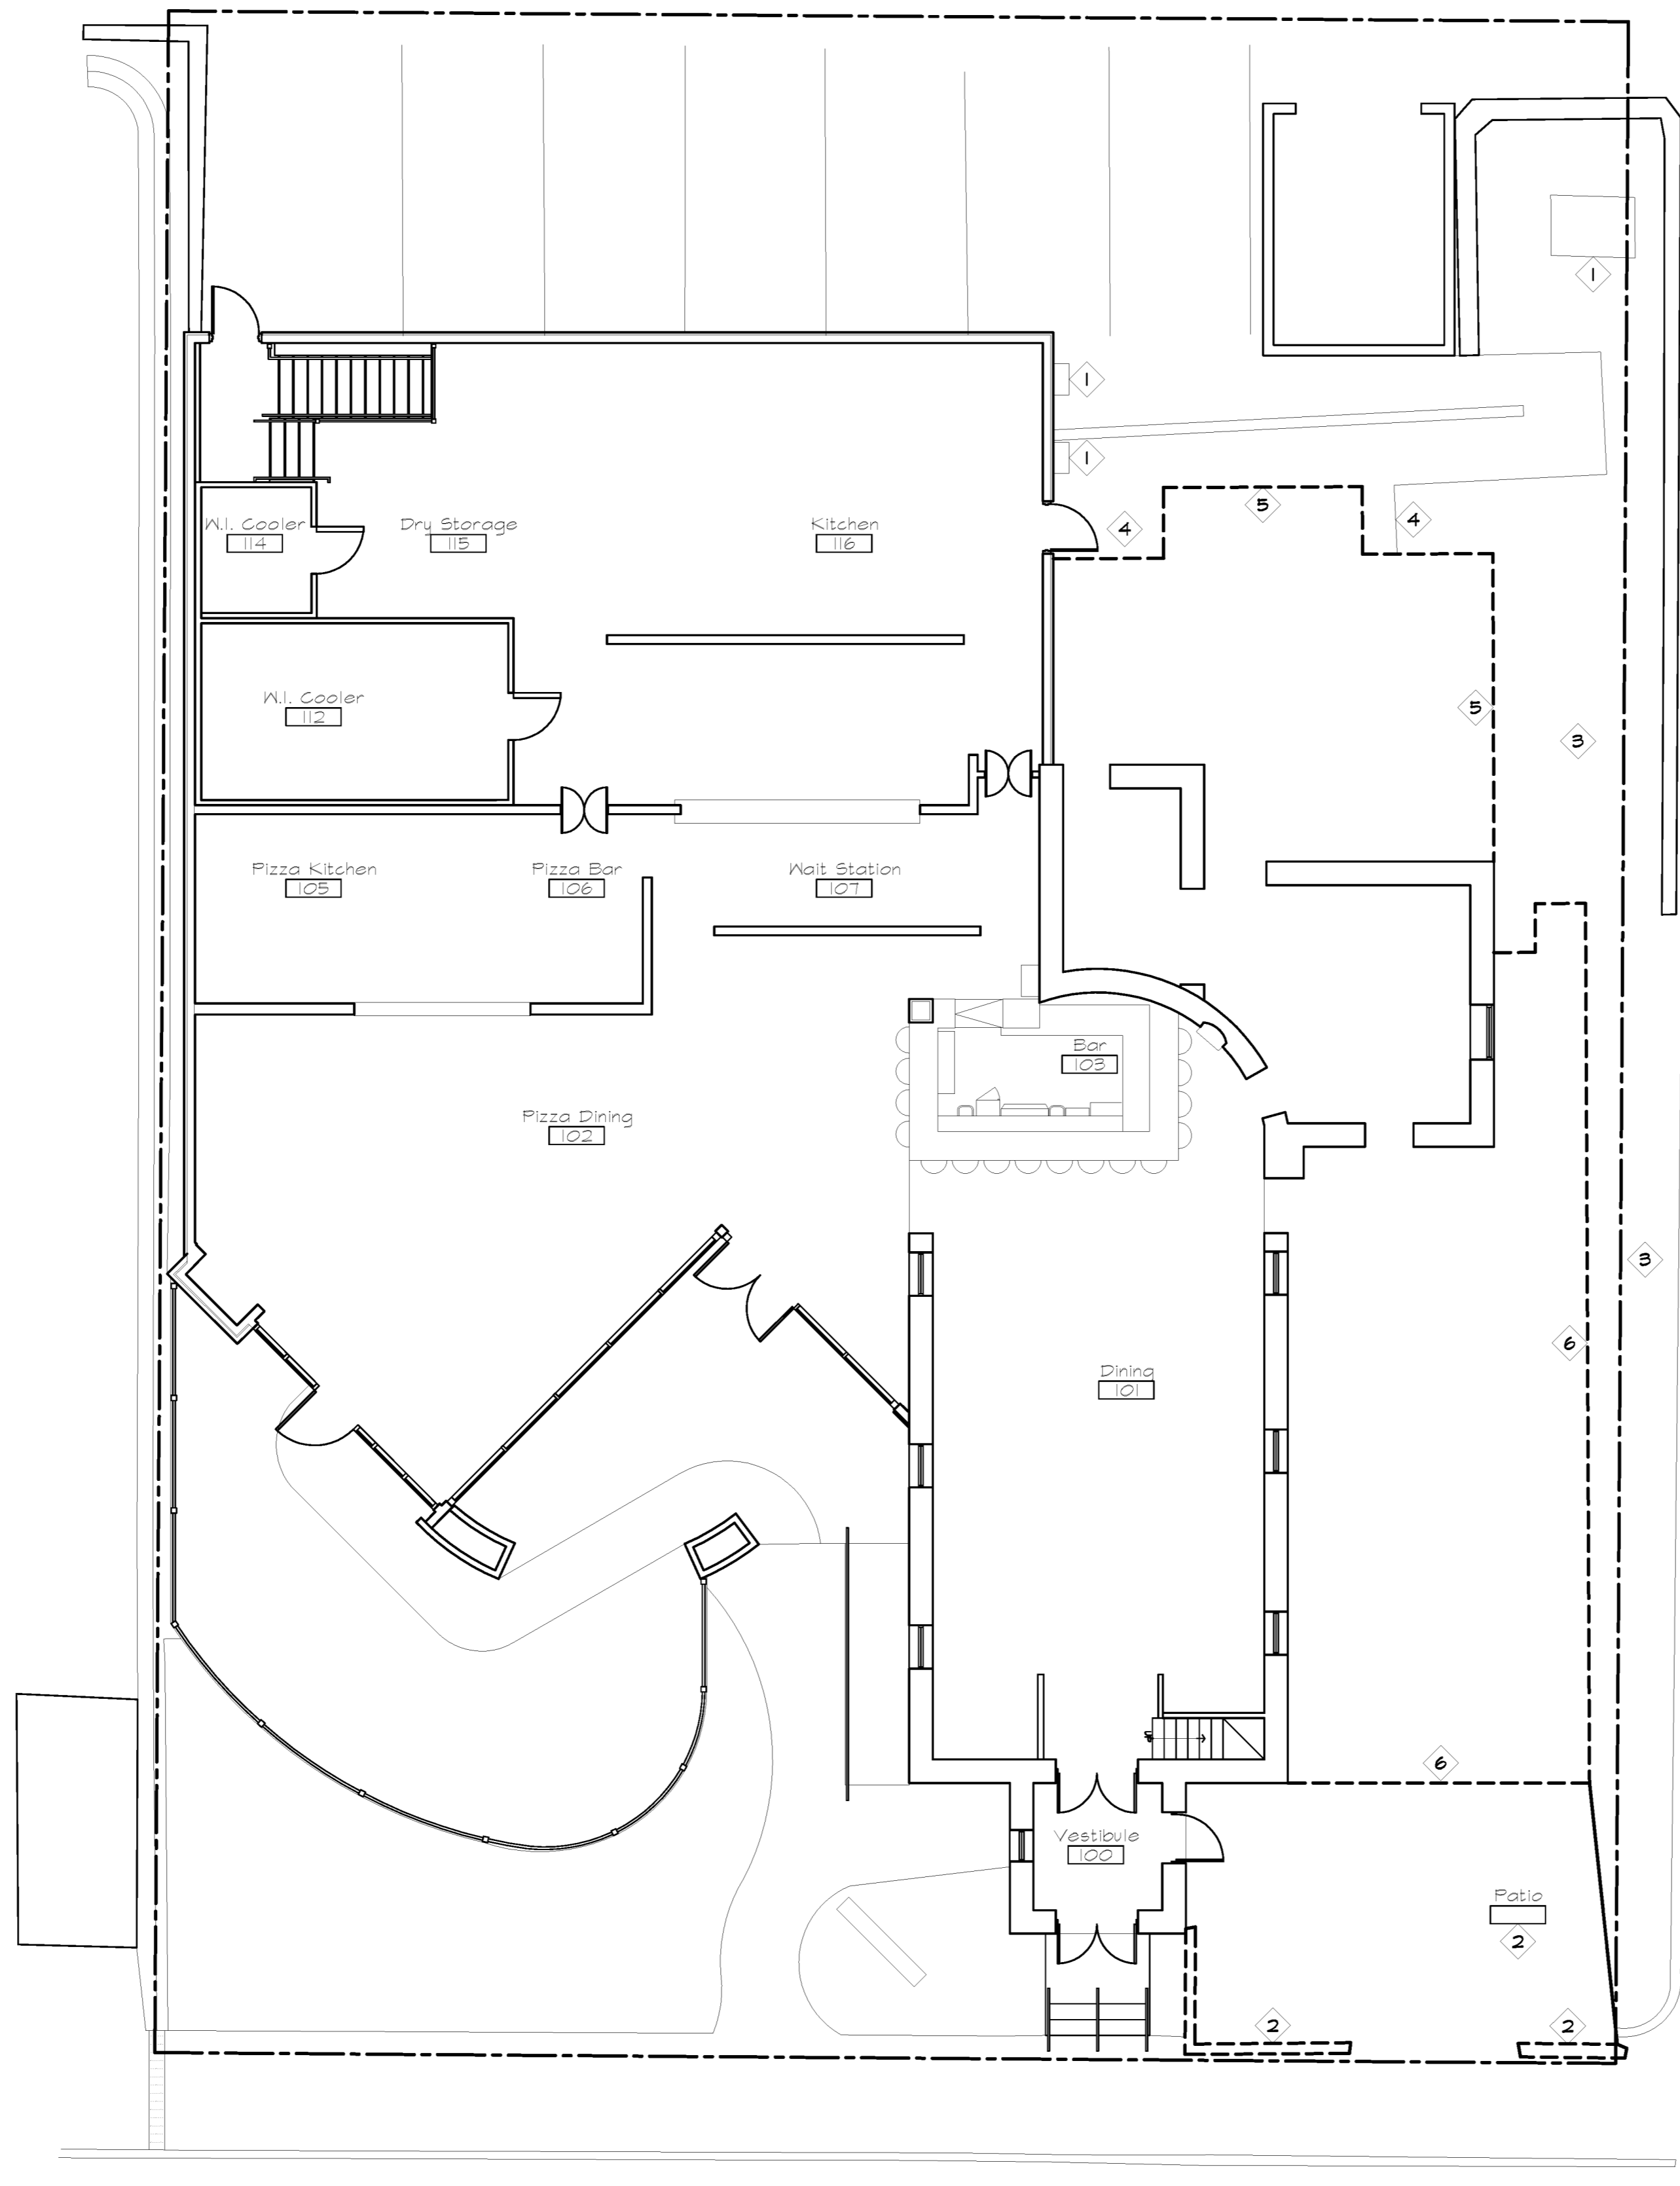 1
1
1
5
4
4
W.I. Cooler
114
Dry Storage
115
Kitchen
116
W.I. Cooler
112
5
3
Pizza Kitchen
105
Pizza Bar
106
Wait Station
107
Bar
103
Pizza Dining
102
3
6
Dining
101
6
Vestibule
100
Patio
2
2
2